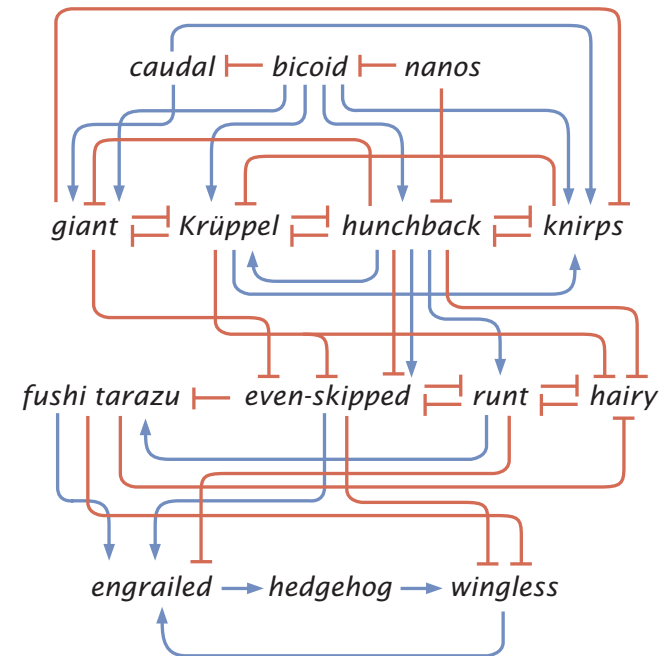 caudal bicoid nanos
giant Krüppel hunchback knirps
fushi tarazu even-skipped runt hairy
engrailed hedgehog wingless